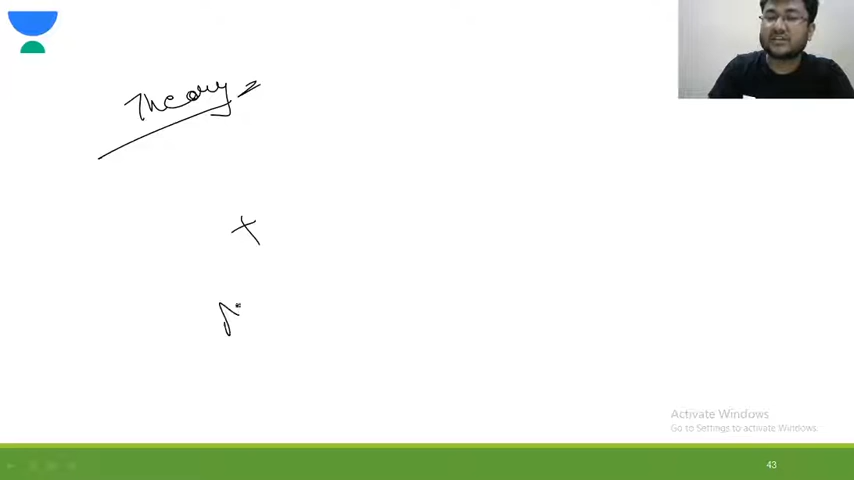 Theory
+
Activate Windows
Go to Settings to activate Windows.
43